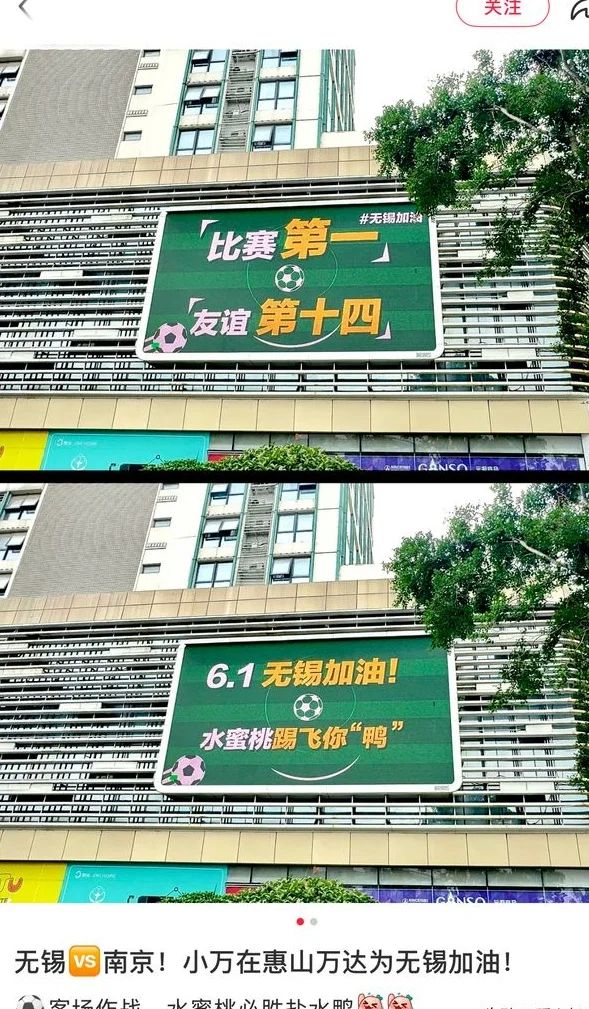 关注
#无锡加油
「比赛 第一」
「友谊 第十四」
GANSO
6.1 无锡加油！
水蜜桃踢飞你“鸭”
GANSO
无锡🆚南京！小万在惠山万达为无锡加油！
⚽客场作战，水蜜桃必胜盐水鸭